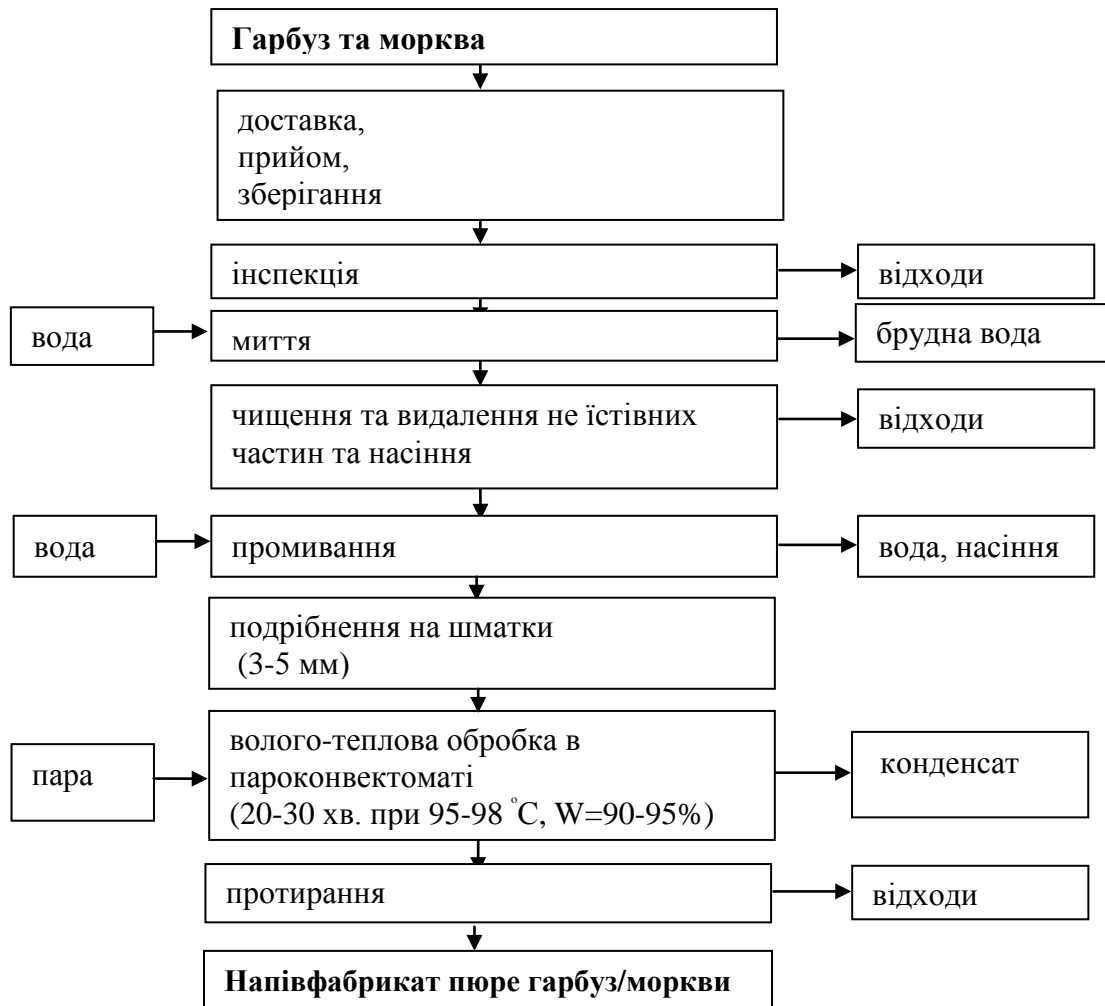 Гарбуз та морква
доставка,
прийом,
зберігання
інспекція
відходи
вода
миття
брудна вода
чищення та видалення не їстівних
частин та насіння
відходи
вода
промивання
вода, насіння
подрібнення на шматки
(3-5 мм)
пара
волого-теплова обробка в
пароконвектоматі
(20-30 хв. при 95-98 °С, W=90-95%)
конденсат
протирання
відходи
Напівфабрикат пюре гарбуз/моркви